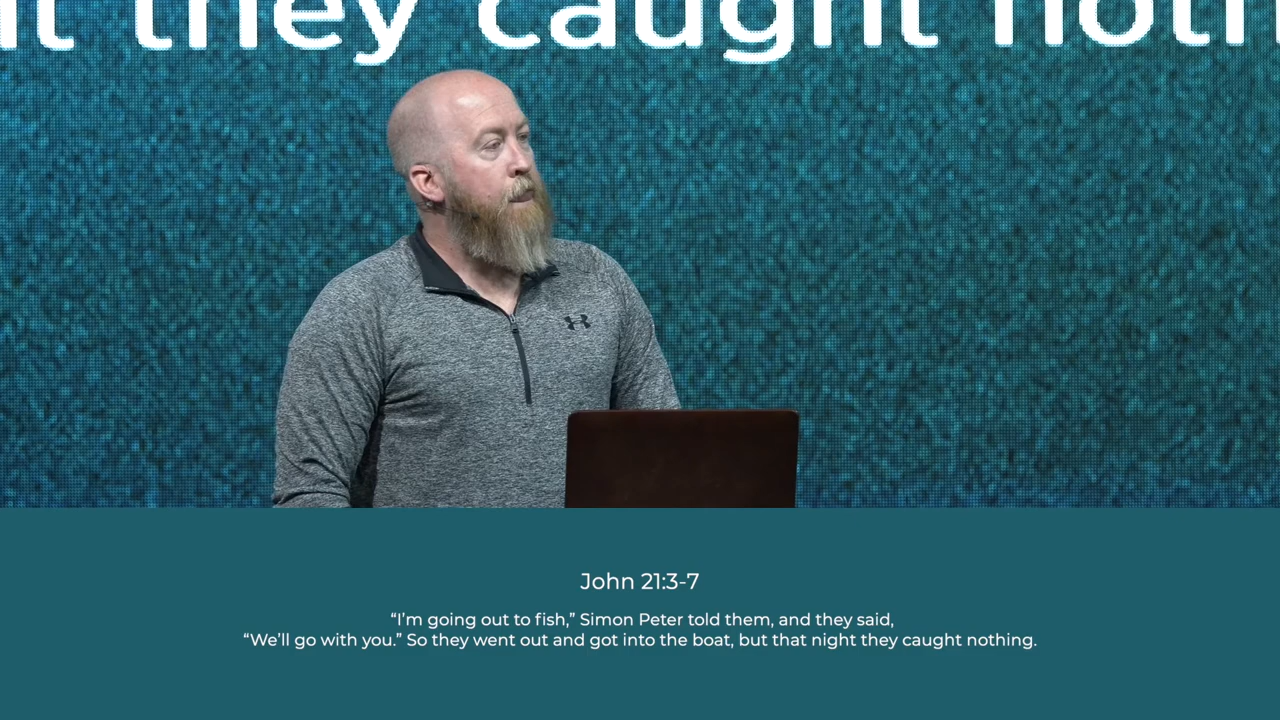 they caught
John 21:3-7
“I’m going out to fish,” Simon Peter told them, and they said,
“We’ll go with you.” So they went out and got into the boat, but that night they caught nothing.